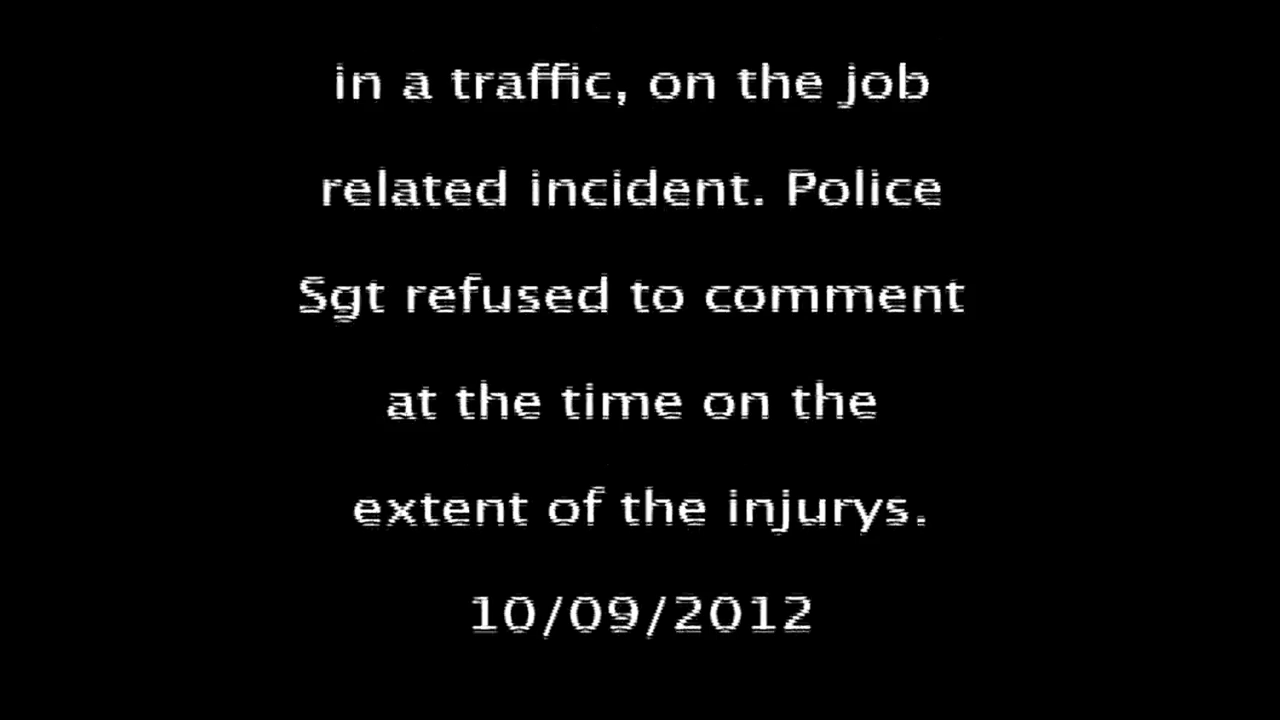 in a traffic, on the job
related incident. Police
Sgt refused to comment
at the time on the
extent of the injurys.
10/09/2012